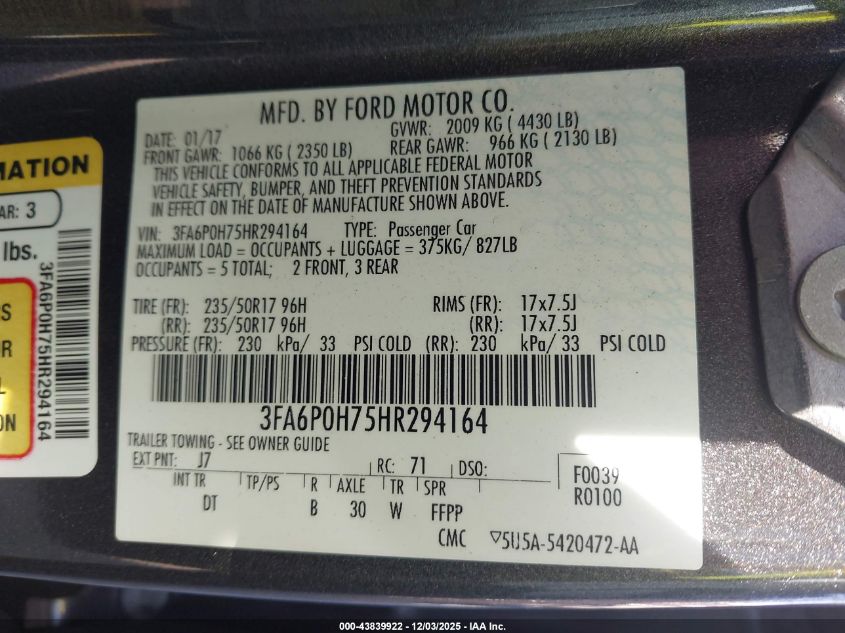 MFD. BY FORD MOTOR CO.
DATE: 01/17
GVWR: 2009 KG ( 4430 LB)
FRONT GAWR: 1066 KG ( 2350 LB)
REAR GAWR: 966 KG ( 2130 LB)
THIS VEHICLE CONFORMS TO ALL APPLICABLE FEDERAL MOTOR
VEHICLE SAFETY, BUMPER, AND THEFT PREVENTION STANDARDS
IN EFFECT ON THE DATE OF MANUFACTURE SHOWN ABOVE.
VIN: 3FA6P0H75HR294164 TYPE: Passenger Car
MAXIMUM LOAD = OCCUPANTS + LUGGAGE = 375KG/ 827LB
OCCUPANTS = 5 TOTAL; 2 FRONT, 3 REAR
TIRE (FR): 235/50R17 96H RIMS (FR): 17x7.5J
(RR): 235/50R17 96H (RR): 17x7.5J
PRESSURE (FR): 230 kPa/ 33 PSI COLD (RR): 230 kPa/ 33 PSI COLD
3FA6P0H75HR294164
TRAILER TOWING - SEE OWNER GUIDE
EXT PNT: J7 RC: 71 DSO:
INT TR TP/PS R AXLE TR SPR
DT B 30 W FFPP
F0039
R0100
CMC ▽5U5A-5420472-AA
MATION
AR: 3
lbs.
3FA6P0H75HR294164
PS
R
L
ON
000-43839922 - 12/03/2025 - IAA Inc.